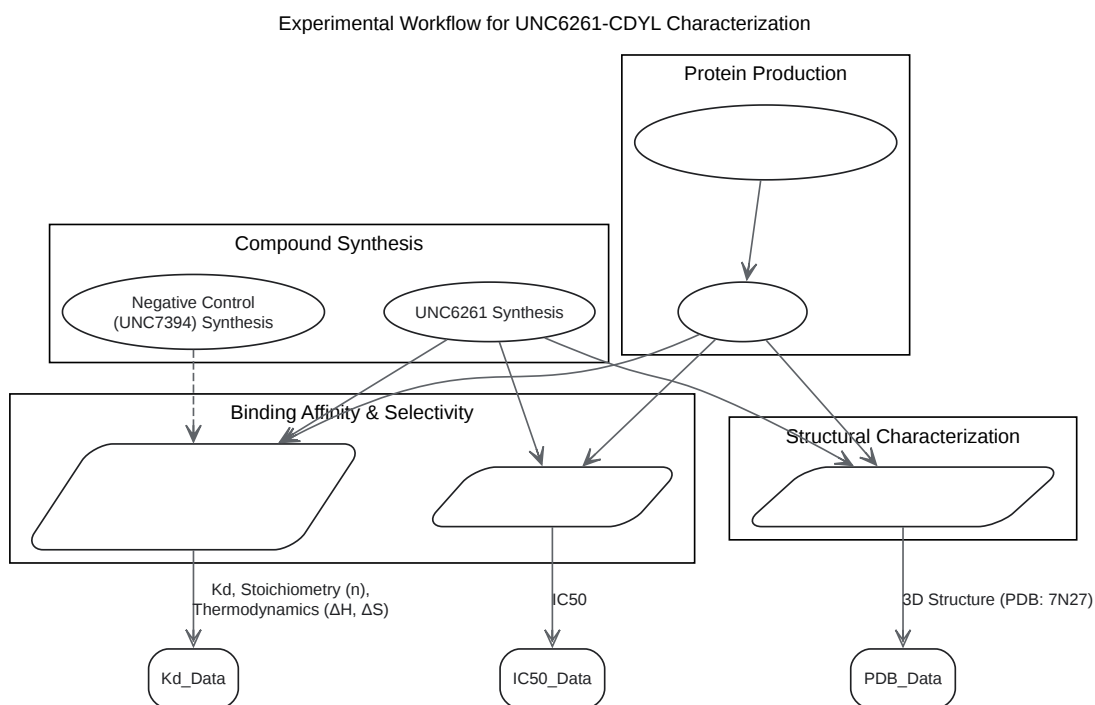 Experimental Workflow for UNC6261-CDYL Characterization
Protein Production
Compound Synthesis
Negative Control
(UNC7394) Synthesis
UNC6261 Synthesis
Binding Affinity & Selectivity
Structural Characterization
Kd, Stoichiometry (n),
Thermodynamics (ΔH, ΔS)
IC50
3D Structure (PDB: 7N27)
Kd_Data
IC50_Data
PDB_Data